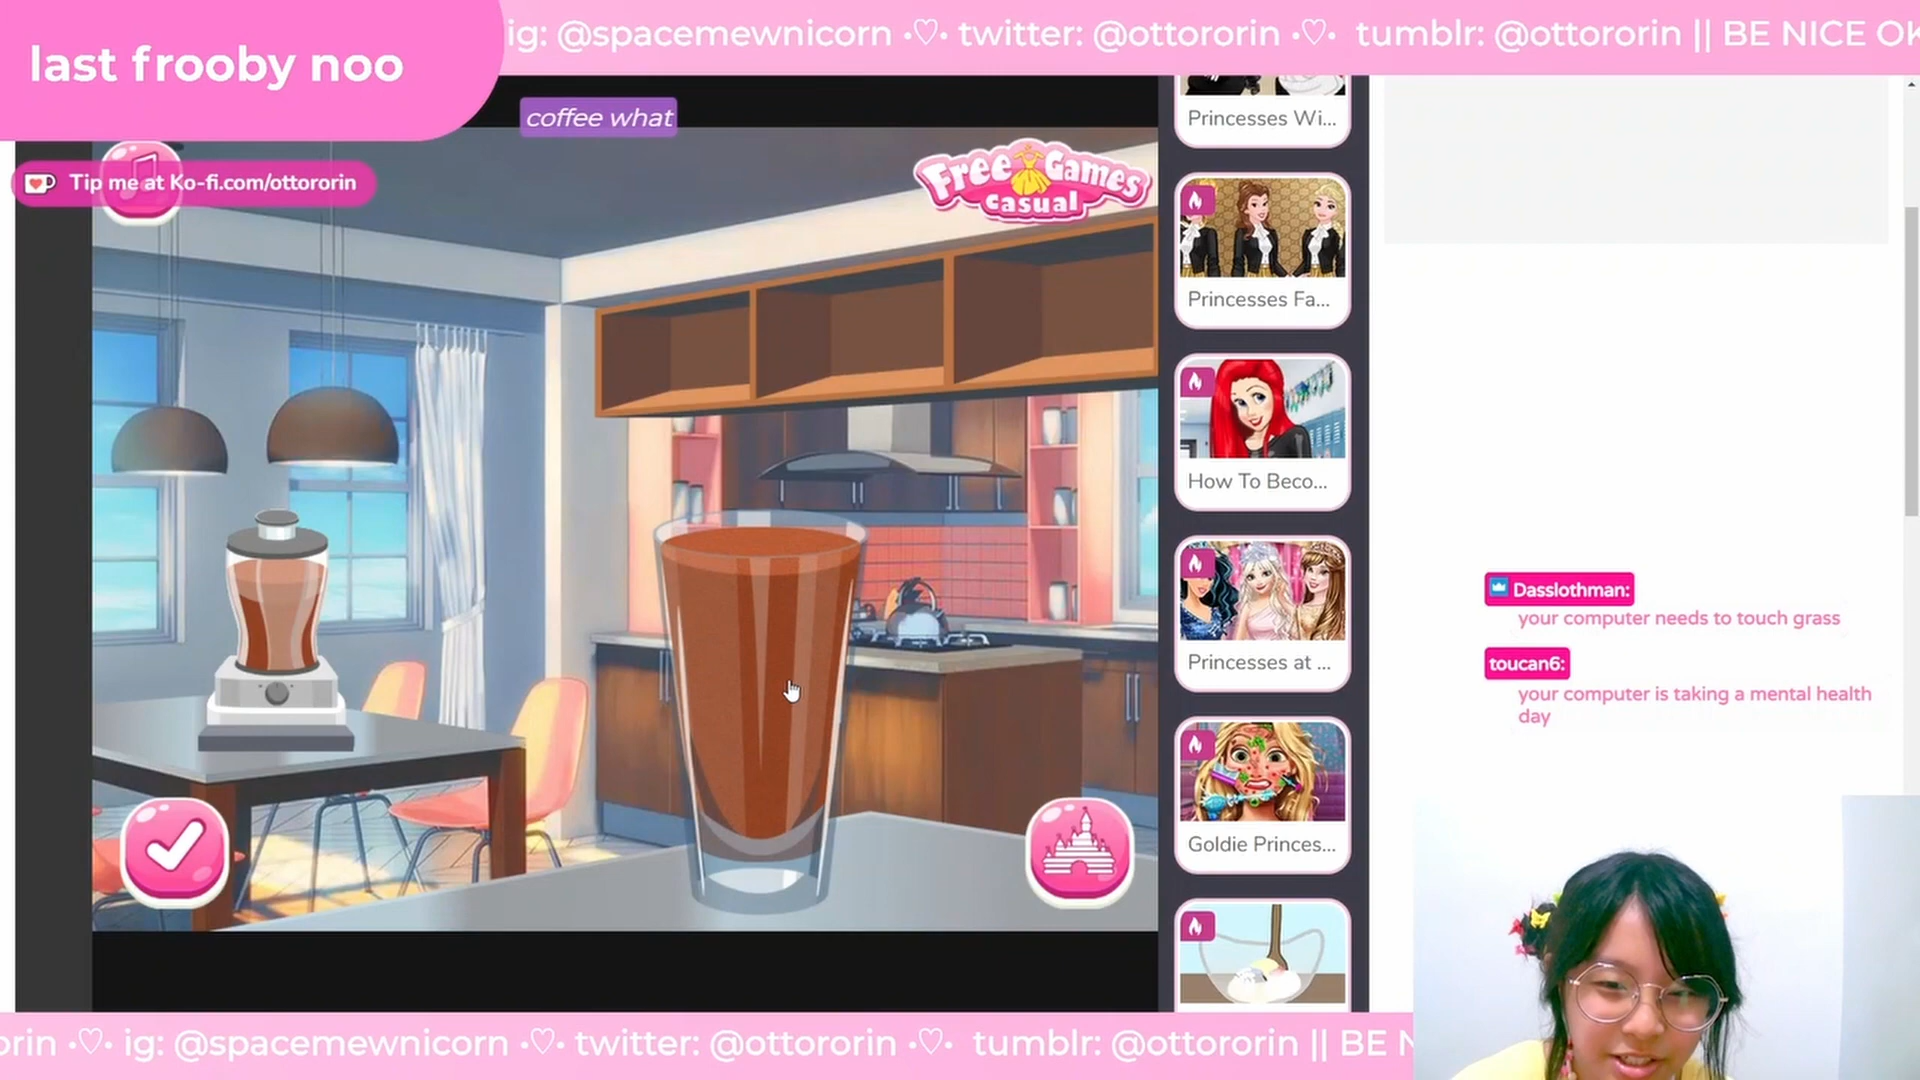 ig: @spacemewnicorn •♡• twitter: @ottororin •♡• tumblr: @ottororin || BE NICE OK
last frooby noo
coffee what
Tip me at Ko-fi.com/ottororin
Free Games
casual
Princesses Wi...
Princesses Fa...
How To Beco...
Princesses at ...
Goldie Princes...
Dasslothman:
your computer needs to touch grass
toucan6:
your computer is taking a mental health
day
orin •♡• ig: @spacemewnicorn •♡• twitter: @ottororin •♡• tumblr: @ottororin || BE N